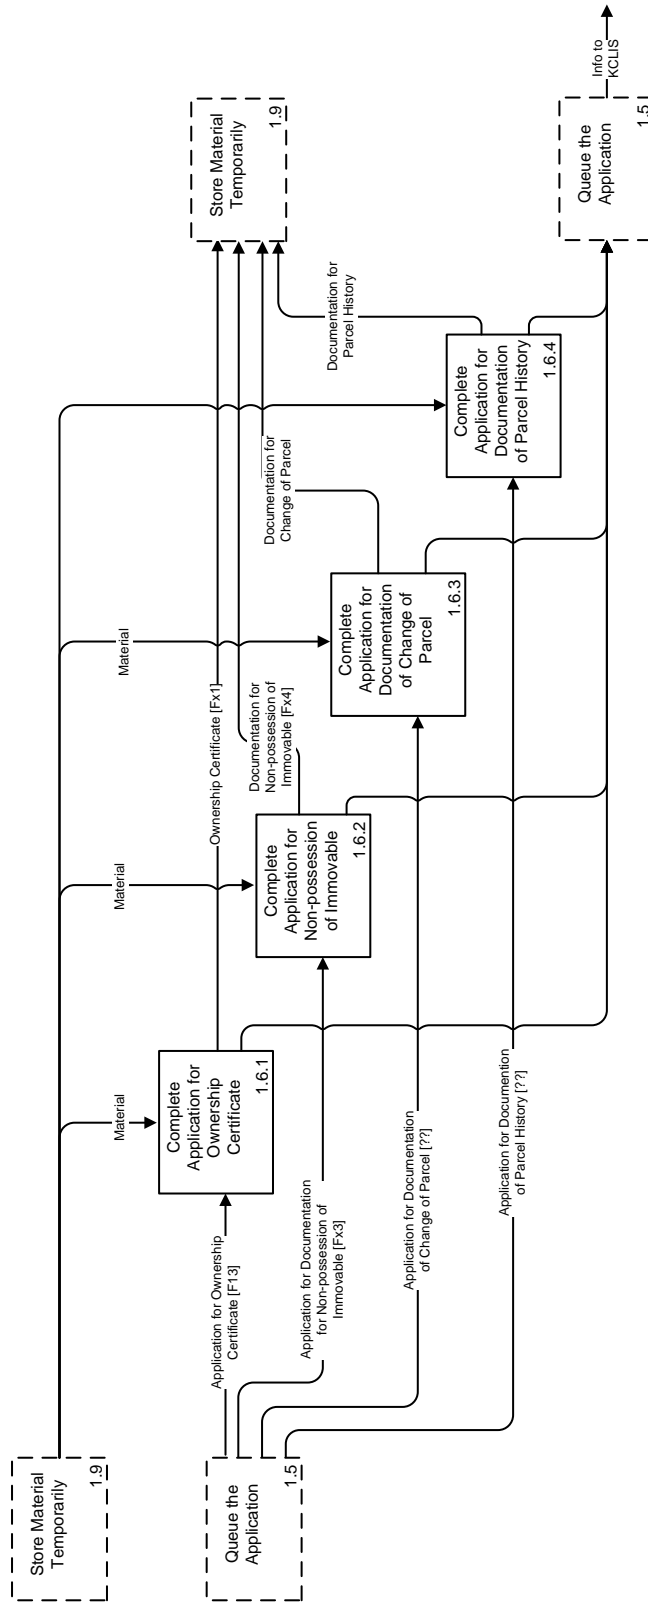 Store Material
Temporarily
1.9
Material
Material
Material
Complete
Application for
Ownership
Certificate
1.6.1
Ownership Certificate [Fx1]
Store Material
Temporarily
1.9
Queue the
Application
1.5
Application for Ownership
Certificate [F13]
Complete
Application for
Non-possession
of Immovable
1.6.2
Documentation for
Non-possession of
Immovable [Fx4]
Documentation for
Change of Parcel
Documentation for
Parcel History
Application for Documentation
for Non-possession of
Immovable [Fx3]
Complete
Application for
Documentation
of Change of
Parcel
1.6.3
Application for Documentation
of Change of Parcel [??]
Complete
Application for
Documentation
of Parcel History
1.6.4
Application for Documention
of Parcel History [??]
Queue the
Application
1.5
Info to
KCLIS